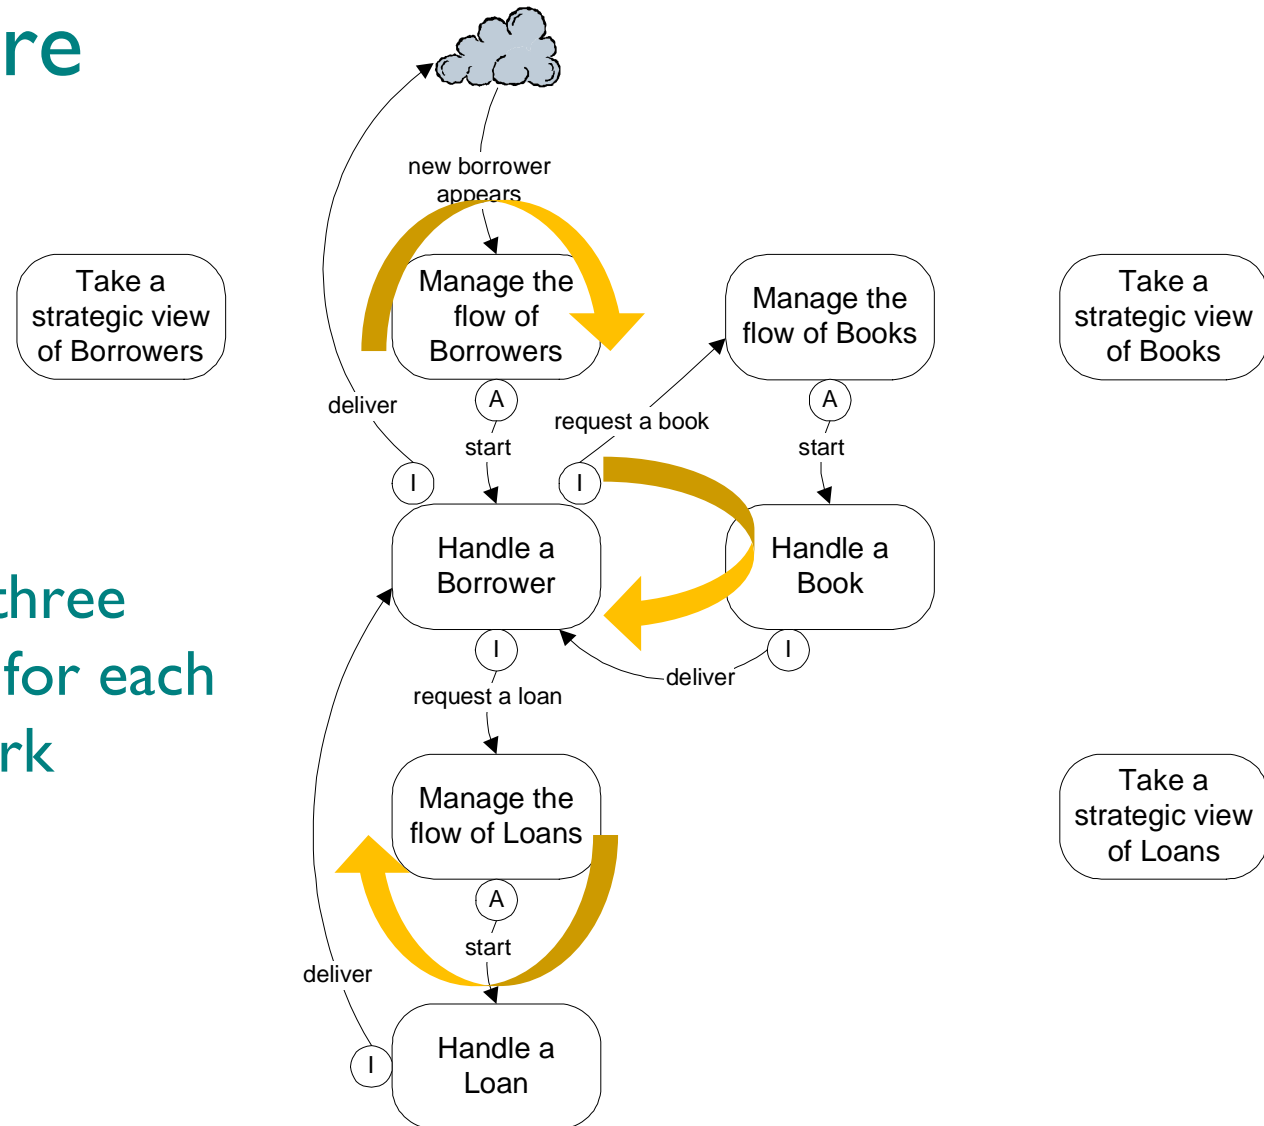 re
new borrower
appears
Take a
strategic view
of Borrowers
Manage the
flow of
Borrowers
Manage the
flow of Books
Take a
strategic view
of Books
deliver
A
request a book
A
start
start
I
I
Handle a
Borrower
Handle a
Book
three
for each
rk
I
I
deliver
request a loan
Manage the
flow of Loans
Take a
strategic view
of Loans
A
start
deliver
I
Handle a
Loan